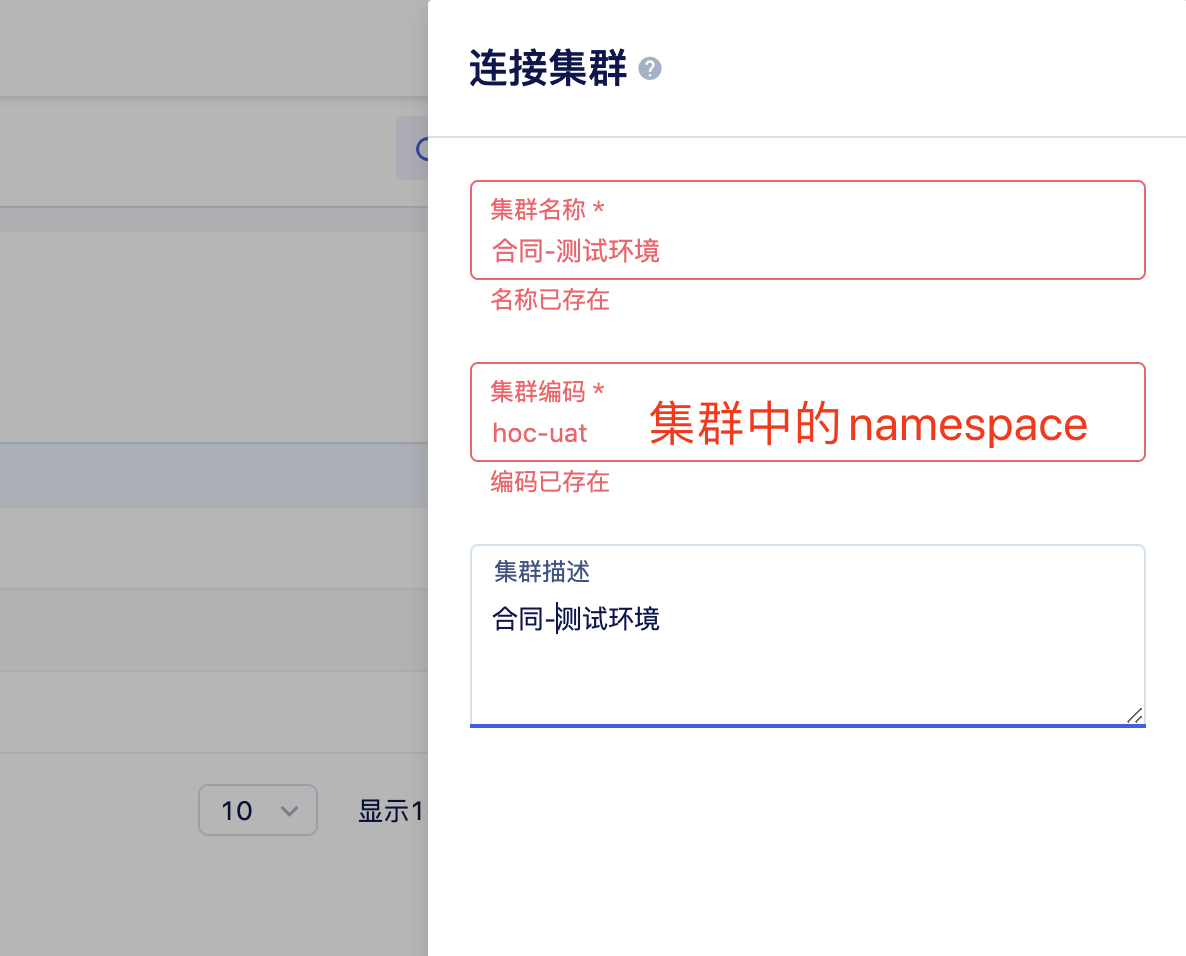 连接集群 ?
集群名称 *
合同-测试环境
名称已存在
集群编码 *
hoc-uat
集群中的namespace
编码已存在
集群描述
合同-测试环境
10
显示1